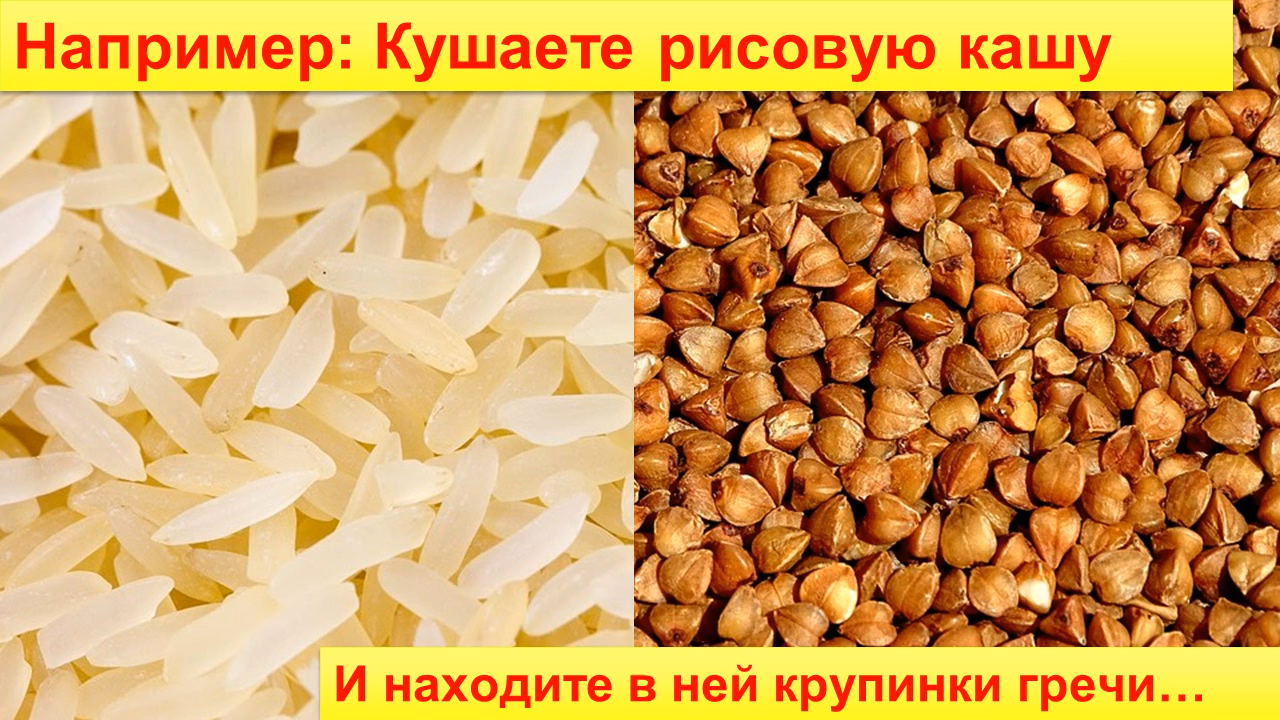 Например: Кушаете рисовую кашу
И находите в ней крупинки гречи…